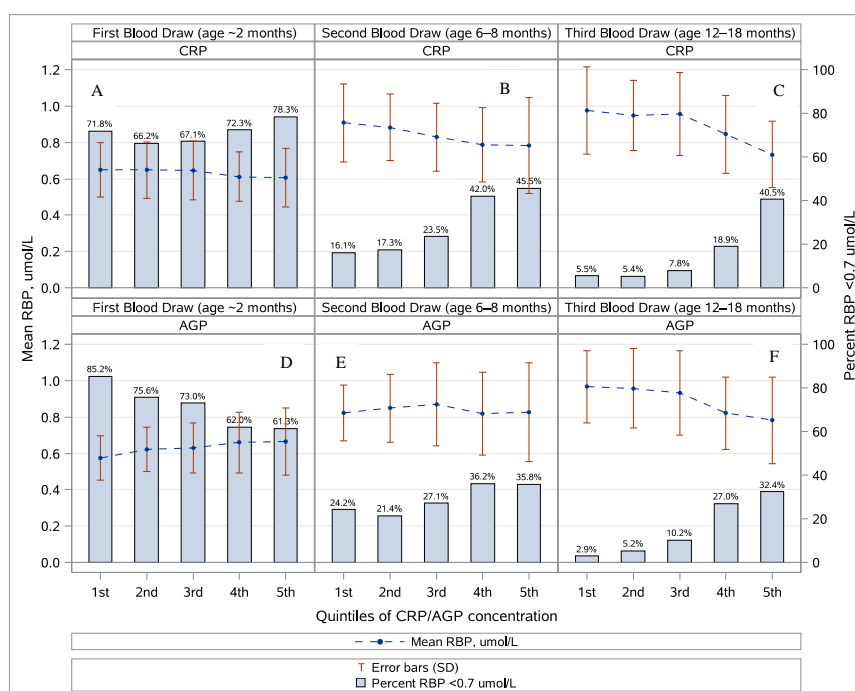 First Blood Draw (age ~2 months) Second Blood Draw (age 6–8 months) Third Blood Draw (age 12–18 months)
CRP CRP CRP
1.2 100
A B C
1.0 80
0.8 60
0.6 40
0.4 20
0.2 0
0.0
71.8% 66.2% 67.1% 72.3% 78.3%
16.1% 17.3% 23.5% 42.0% 45.5%
5.5% 5.4% 7.8% 18.9% 40.5%
Mean RBP, umol/L
Percent RBP <0.7 umol/L
First Blood Draw (age ~2 months) Second Blood Draw (age 6–8 months) Third Blood Draw (age 12–18 months)
AGP AGP AGP
1.2 100
D E F
1.0 80
0.8 60
0.6 40
0.4 20
0.2 0
0.0
85.2% 75.6% 73.0% 62.0% 61.3%
24.2% 21.4% 27.1% 36.2% 35.8%
2.9% 5.2% 10.2% 27.0% 32.4%
1st 2nd 3rd 4th 5th 1st 2nd 3rd 4th 5th 1st 2nd 3rd 4th 5th
Quintiles of CRP/AGP concentration
Mean RBP, umol/L
Error bars (SD)
Percent RBP <0.7 umol/L